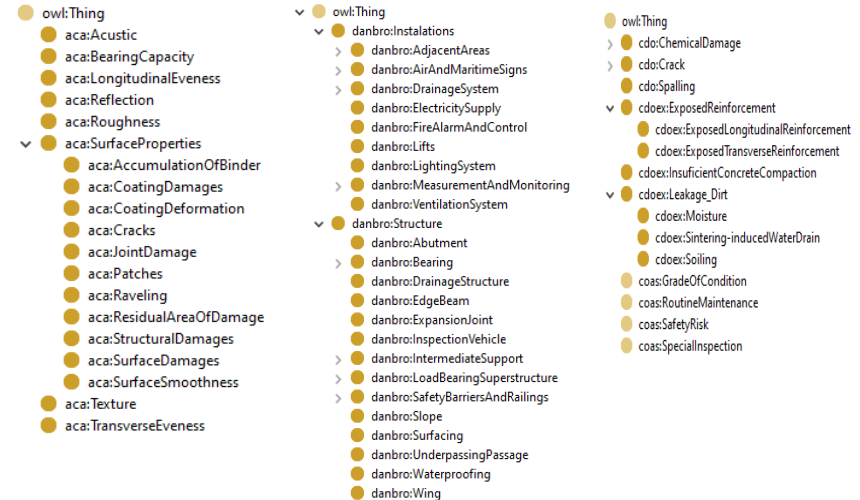 owl:Thing
aca:Acustic
aca:BearingCapacity
aca:LongitudinalEveness
aca:Reflection
aca:Roughness
aca:SurfaceProperties
aca:AccumulationOfBinder
aca:CoatingDamages
aca:CoatingDeformation
aca:Cracks
aca:JointDamage
aca:Patches
aca:Raveling
aca:ResidualAreaOfDamage
aca:StructuralDamages
aca:SurfaceDamages
aca:SurfaceSmoothness
aca:Texture
aca:TransverseEveness
owl:Thing
danbro:Instalations
danbro:AdjacentAreas
danbro:AirAndMaritimeSigns
danbro:DrainageSystem
danbro:ElectricitySupply
danbro:FireAlarmAndControl
danbro:Lifts
danbro:LightingSystem
danbro:MeasurementAndMonitoring
danbro:VentilationSystem
danbro:Structure
danbro:Abutment
danbro:Bearing
danbro:DrainageStructure
danbro:EdgeBeam
danbro:ExpansionJoint
danbro:InspectionVehicle
danbro:IntermediateSupport
danbro:LoadBearingSuperstructure
danbro:SafetyBarriersAndRailings
danbro:Slope
danbro:Surfacing
danbro:UnderpassingPassage
danbro:Waterproofing
danbro:Wing
owl:Thing
cdo:ChemicalDamage
cdo:Crack
cdo:Spalling
cdoex:ExposedReinforcement
cdoex:ExposedLongitudinalReinforcement
cdoex:ExposedTransverseReinforcement
cdoex:InsuficientConcreteCompaction
cdoex:Leakage_Dirt
cdoex:Moisture
cdoex:Sintering-inducedWaterDrain
cdoex:Soiling
coas:GradeOfCondition
coas:RoutineMaintenance
coas:SafetyRisk
coas:SpecialInspection